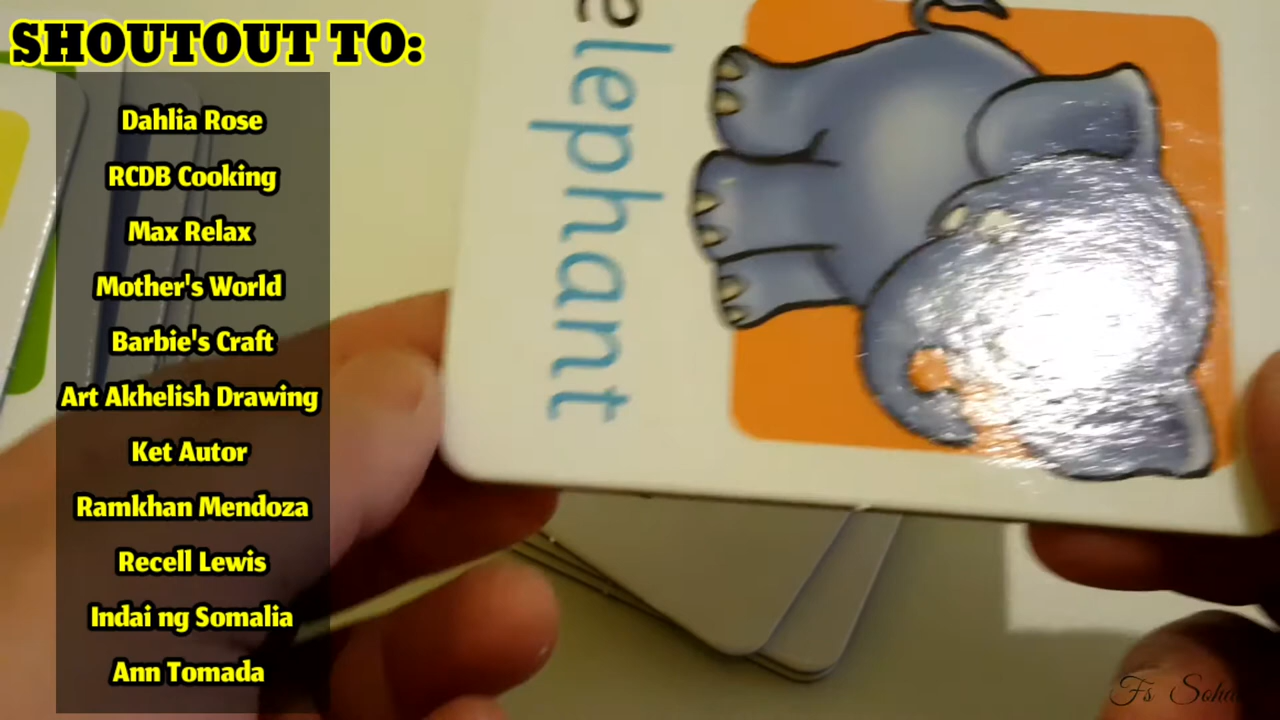 SHOUTOUT TO:
Dahlia Rose
RCDB Cooking
Max Relax
Mother's World
Barbie's Craft
Art Akhelish Drawing
Ket Autor
Ramkhan Mendoza
Recell Lewis
Indai ng Somalia
Ann Tomada
elephant
Fs